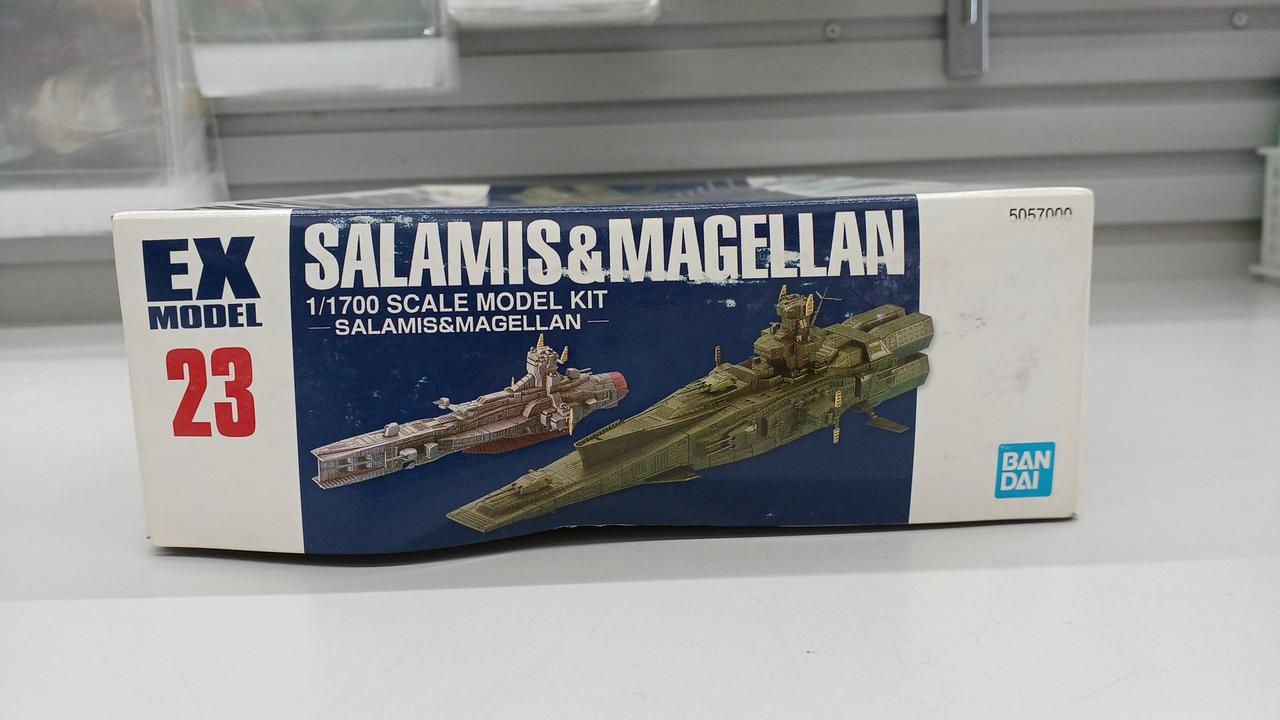 EX
MODEL
23
SALAMIS&MAGELLAN
1/1700 SCALE MODEL KIT
SALAMIS&MAGELLAN
5057000
BAN
DAI